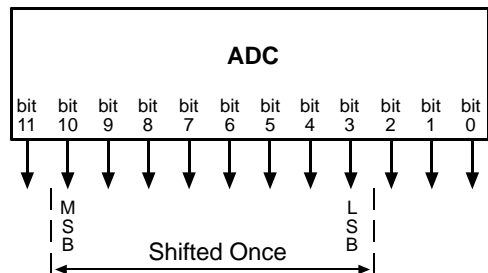 ADC
bit bit bit bit bit bit bit bit bit bit bit bit
11 10 9 8 7 6 5 4 3 2 1 0
M L
S S
B B
Shifted Once